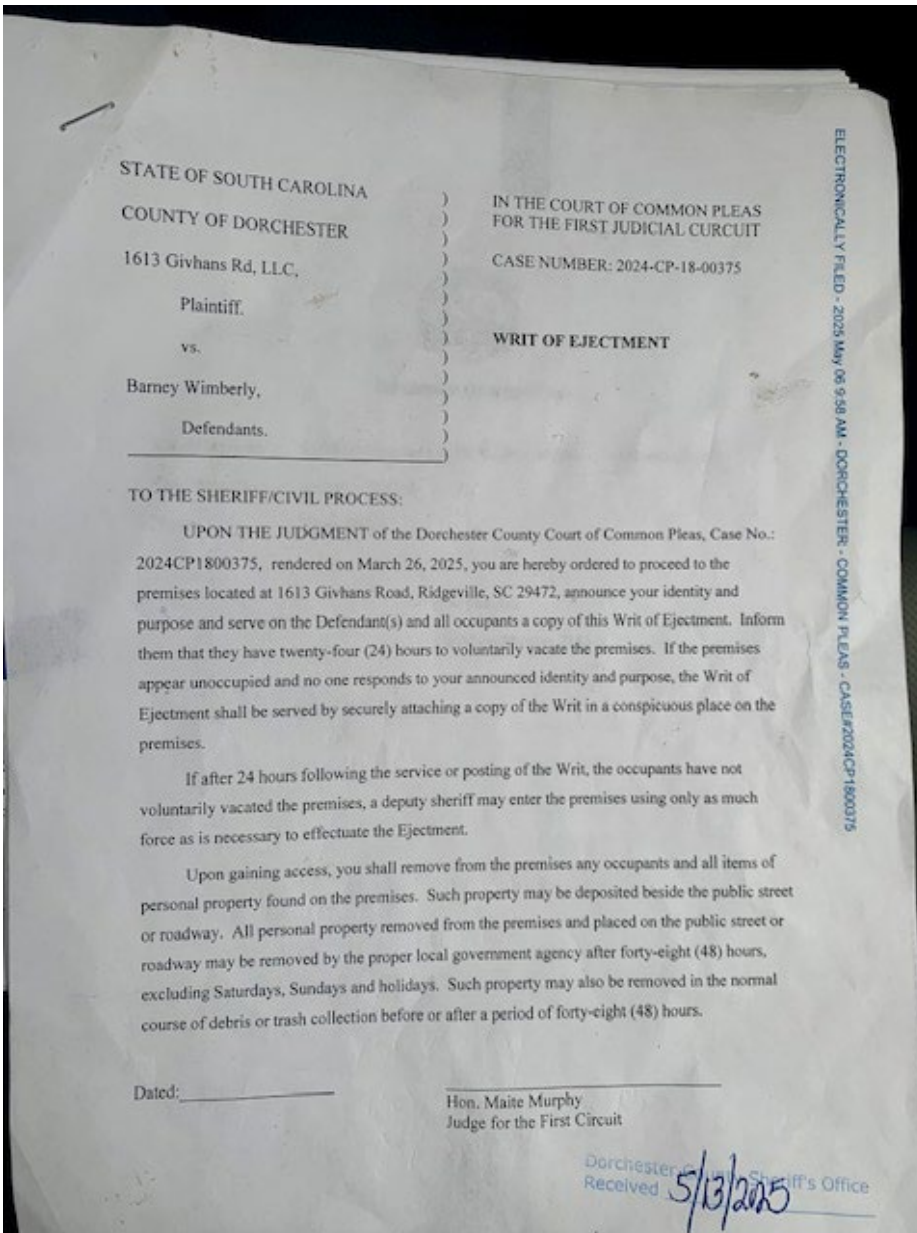 STATE OF SOUTH CAROLINA
COUNTY OF DORCHESTER
1613 Givhans Rd, LLC,
Plaintiff.
vs.
Barney Wimberly,
Defendants.
)
)
)
)
)
)
)
)
)
)
)
)
)
)
IN THE COURT OF COMMON PLEAS
FOR THE FIRST JUDICIAL CURCUIT
CASE NUMBER: 2024-CP-18-00375
WRIT OF EJECTMENT
TO THE SHERIFF/CIVIL PROCESS:
UPON THE JUDGMENT of the Dorchester County Court of Common Pleas, Case No.:
2024CP1800375, rendered on March 26, 2025, you are hereby ordered to proceed to the
premises located at 1613 Givhans Road, Ridgeville, SC 29472, announce your identity and
purpose and serve on the Defendant(s) and all occupants a copy of this Writ of Ejectment. Inform
them that they have twenty-four (24) hours to voluntarily vacate the premises. If the premises
appear unoccupied and no one responds to your announced identity and purpose, the Writ of
Ejectment shall be served by securely attaching a copy of the Writ in a conspicuous place on the
premises.
If after 24 hours following the service or posting of the Writ, the occupants have not
voluntarily vacated the premises, a deputy sheriff may enter the premises using only as much
force as is necessary to effectuate the Ejectment.
Upon gaining access, you shall remove from the premises any occupants and all items of
personal property found on the premises. Such property may be deposited beside the public street
or roadway. All personal property removed from the premises and placed on the public street or
roadway may be removed by the proper local government agency after forty-eight (48) hours,
excluding Saturdays, Sundays and holidays. Such property may also be removed in the normal
course of debris or trash collection before or after a period of forty-eight (48) hours.
Dated:
Hon. Maite Murphy
Judge for the First Circuit
Dorchester County Sheriff's Office
Received 5/13/2025
ELECTRONICALLY FILED - 2025 May 06 9:58 AM - DORCHESTER - COMMON PLEAS - CASE#2024CP1800375